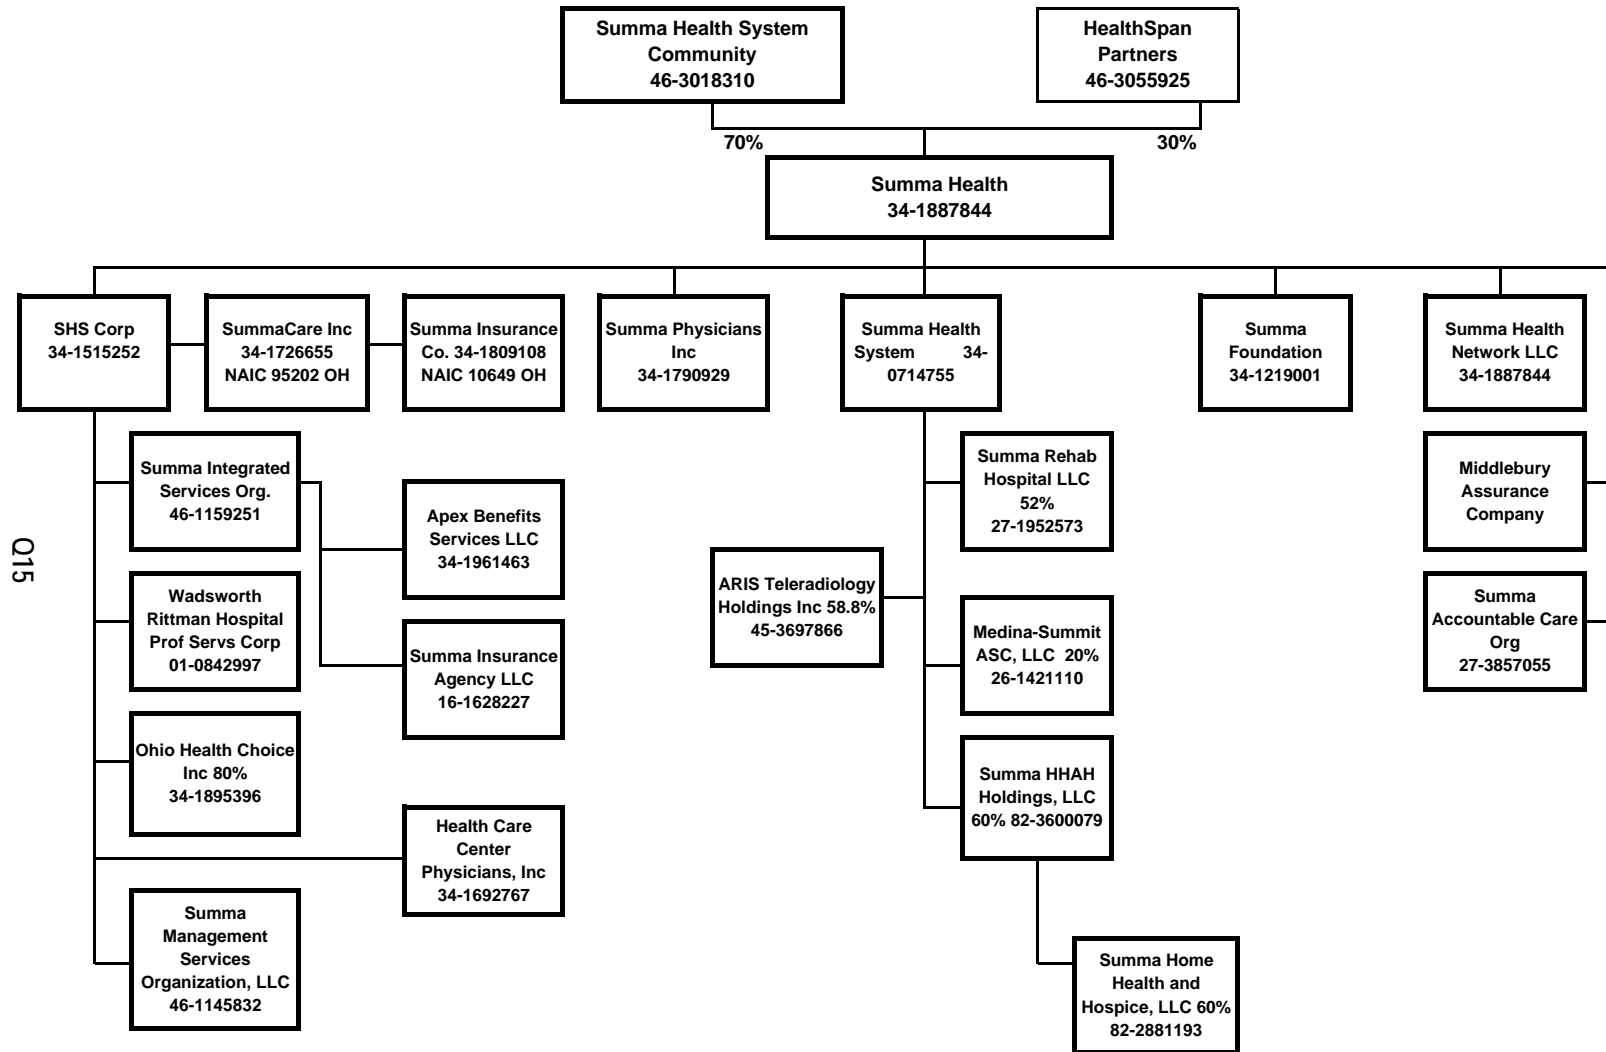 Summa Health System
Community
46-3018310
HealthSpan
Partners
46-3055925
70%
30%
Summa Health
34-1887844
SHS Corp
34-1515252
SummaCare Inc
34-1726655
NAIC 95202 OH
Summa Insurance
Co. 34-1809108
NAIC 10649 OH
Summa Physicians
Inc
34-1790929
Summa Health
System 34-
0714755
Summa
Foundation
34-1219001
Summa Health
Network LLC
34-1887844
Summa Integrated
Services Org.
46-1159251
Apex Benefits
Services LLC
34-1961463
Summa Rehab
Hospital LLC
52%
27-1952573
Middlebury
Assurance
Company
Q15
Wadsworth
Rittman Hospital
Prof Servs Corp
01-0842997
Summa Insurance
Agency LLC
16-1628227
ARIS Teleradiology
Holdings Inc 58.8%
45-3697866
Medina-Summit
ASC, LLC 20%
26-1421110
Summa
Accountable Care
Org
27-3857055
Ohio Health Choice
Inc 80%
34-1895396
Summa HHAH
Holdings, LLC
60% 82-3600079
Health Care
Center
Physicians, Inc
34-1692767
Summa
Management
Services
Organization, LLC
46-1145832
Summa Home
Health and
Hospice, LLC 60%
82-2881193